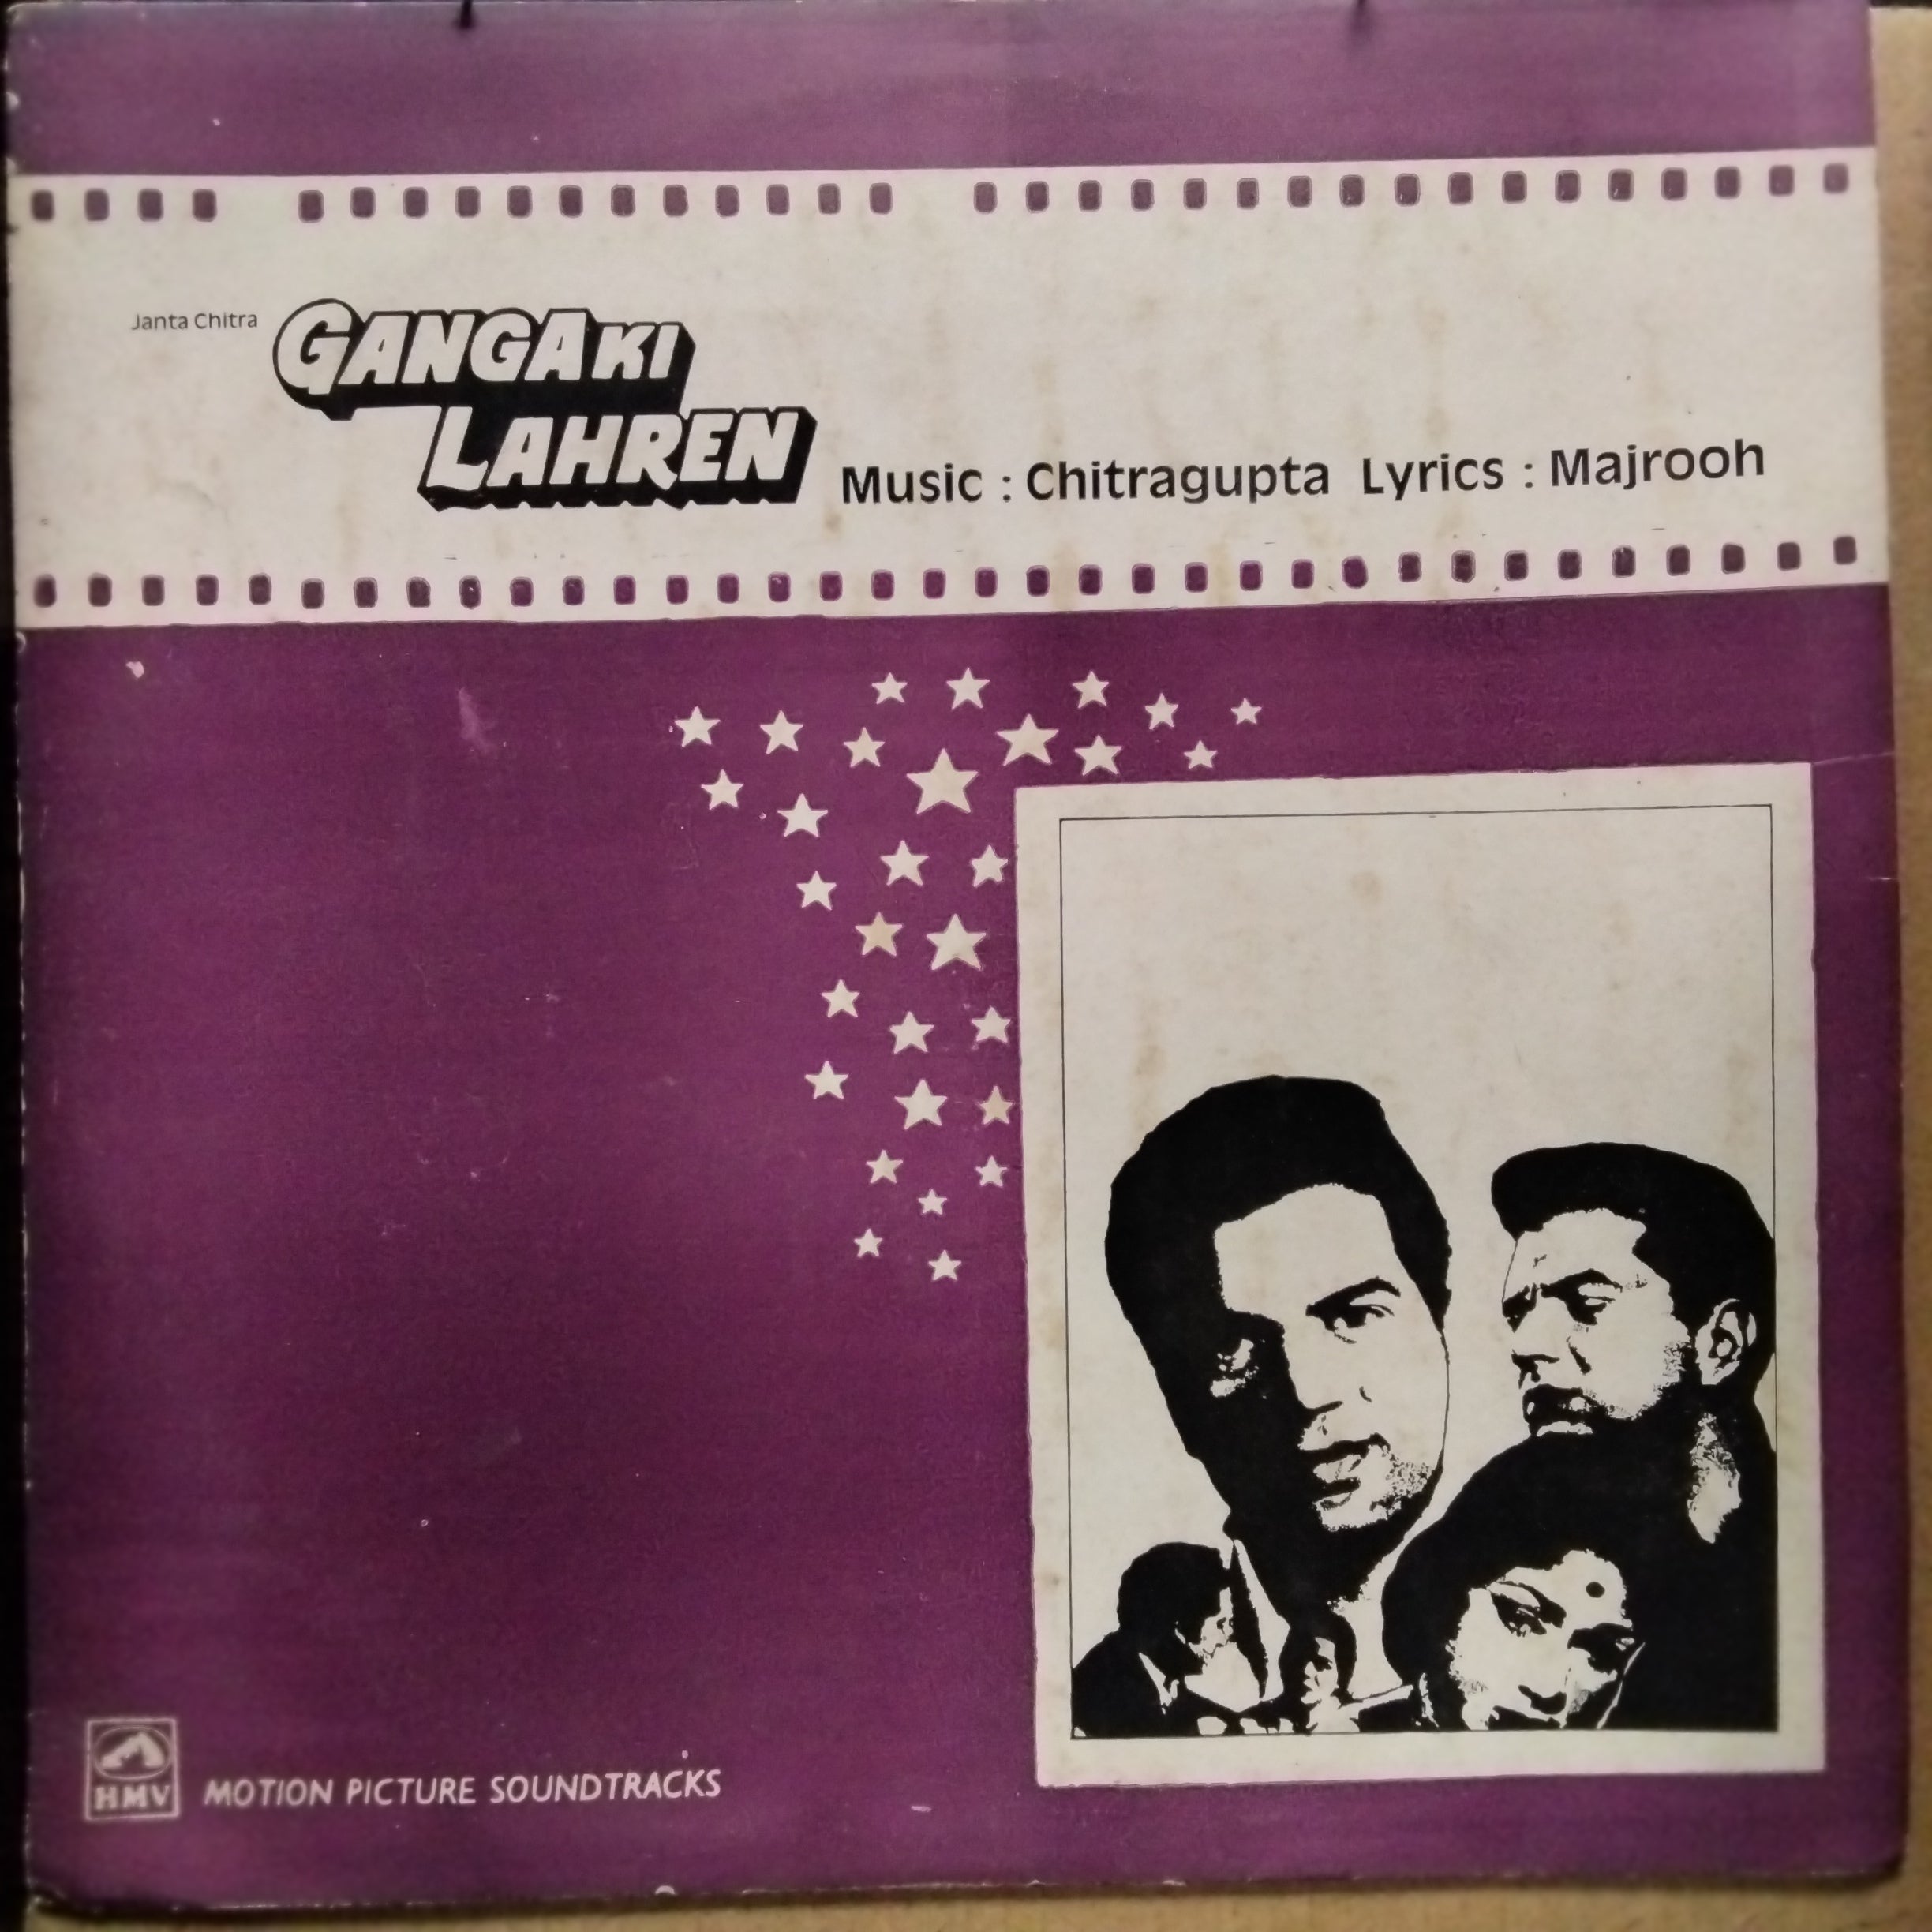 Janta Chitra
GANGA KI
LAHREN
Music : Chitragupta Lyrics : Majrooh
HMV
MOTION PICTURE SOUNDTRACKS